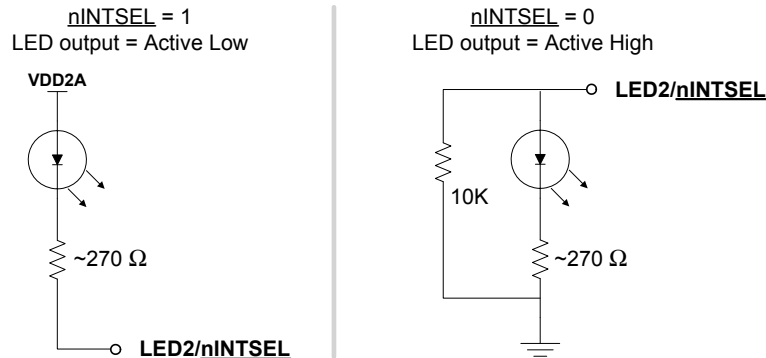 nINTSEL = 1
LED output = Active Low
VDD2A
~270 Ω
LED2/nINTSEL
nINTSEL = 0
LED output = Active High
LED2/nINTSEL
10K
~270 Ω